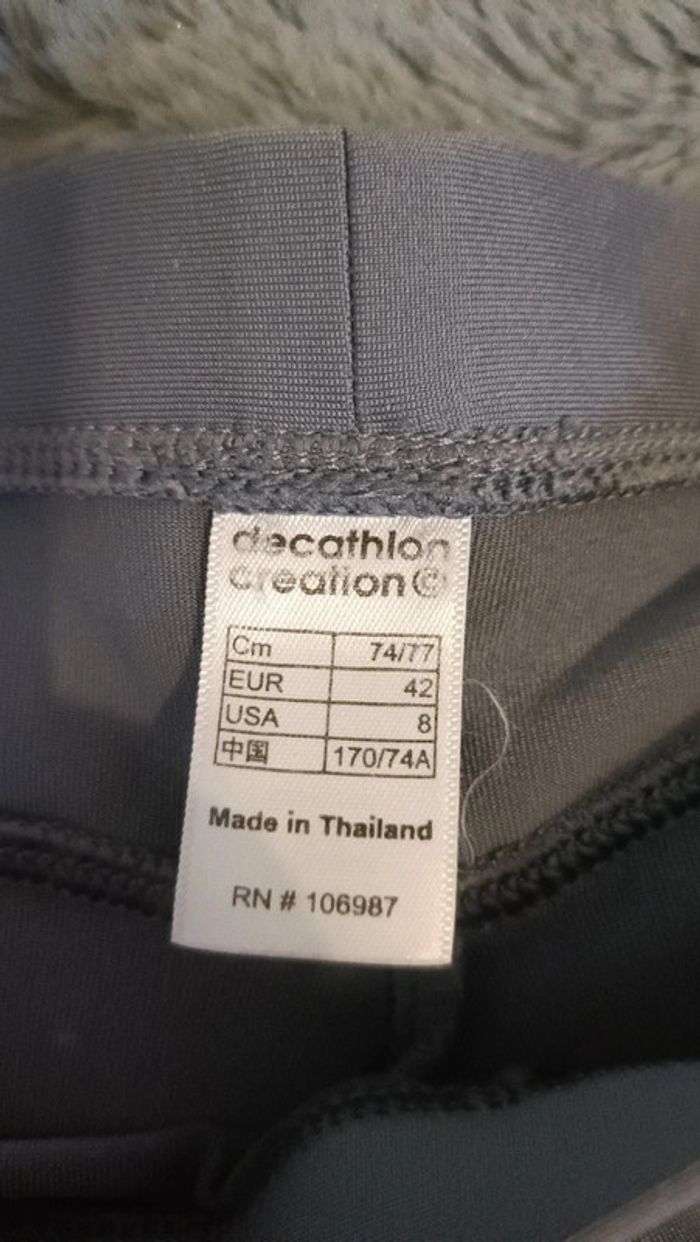 decathlon
creation©
Cm 74/77
EUR 42
USA 8
中国 170/74A
Made in Thailand
RN # 106987